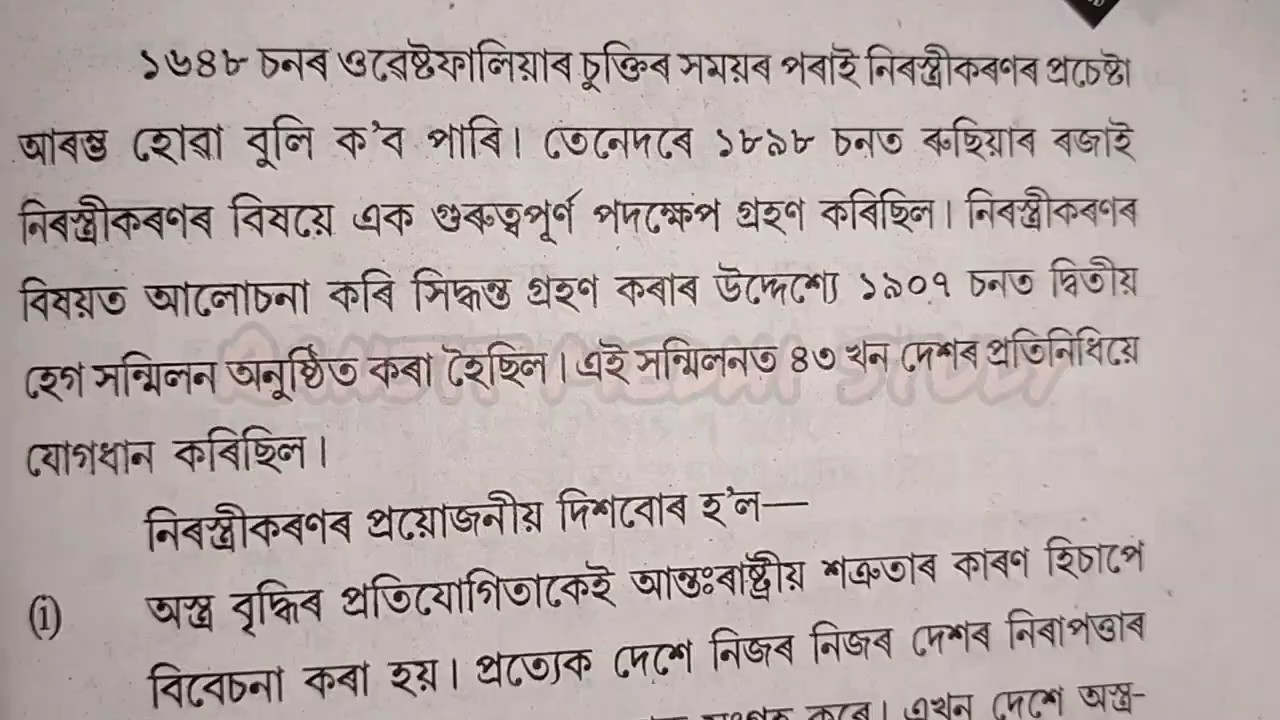 ১৬৪৮ চনৰ ওৱেষ্টফালিয়াৰ চুক্তিৰ সময়ৰ পৰাই নিৰস্ত্ৰীকৰণৰ প্ৰচেষ্টা
আৰম্ভ হোৱা বুলি ক'ব পাৰি। তেনেদৰে ১৮৯৮ চনত ৰুছিয়াৰ ৰজাই
নিৰস্ত্ৰীকৰণৰ বিষয়ে এক গুৰুত্বপূৰ্ণ পদক্ষেপ গ্ৰহণ কৰিছিল। নিৰস্ত্ৰীকৰণৰ
বিষয়ত আলোচনা কৰি সিদ্ধন্ত গ্ৰহণ কৰাৰ উদ্দেশ্যে ১৯০৭ চনত দ্বিতীয়
হেগ সন্মিলন অনুষ্ঠিত কৰা হৈছিল। এই সন্মিলনত ৪৩ খন দেশৰ প্ৰতিনিধিয়ে
যোগধান কৰিছিল।
নিৰস্ত্ৰীকৰণৰ প্ৰয়োজনীয় দিশবোৰ হ'ল—
(i) অস্ত্ৰ বৃদ্ধিৰ প্ৰতিযোগিতাকেই আন্তঃৰাষ্ট্ৰীয় শত্ৰুতাৰ কাৰণ হিচাপে
বিবেচনা কৰা হয়। প্ৰত্যেক দেশে নিজৰ নিজৰ দেশৰ নিৰাপত্তাৰ
কৰে। এখন দেশে অস্ত্ৰ-